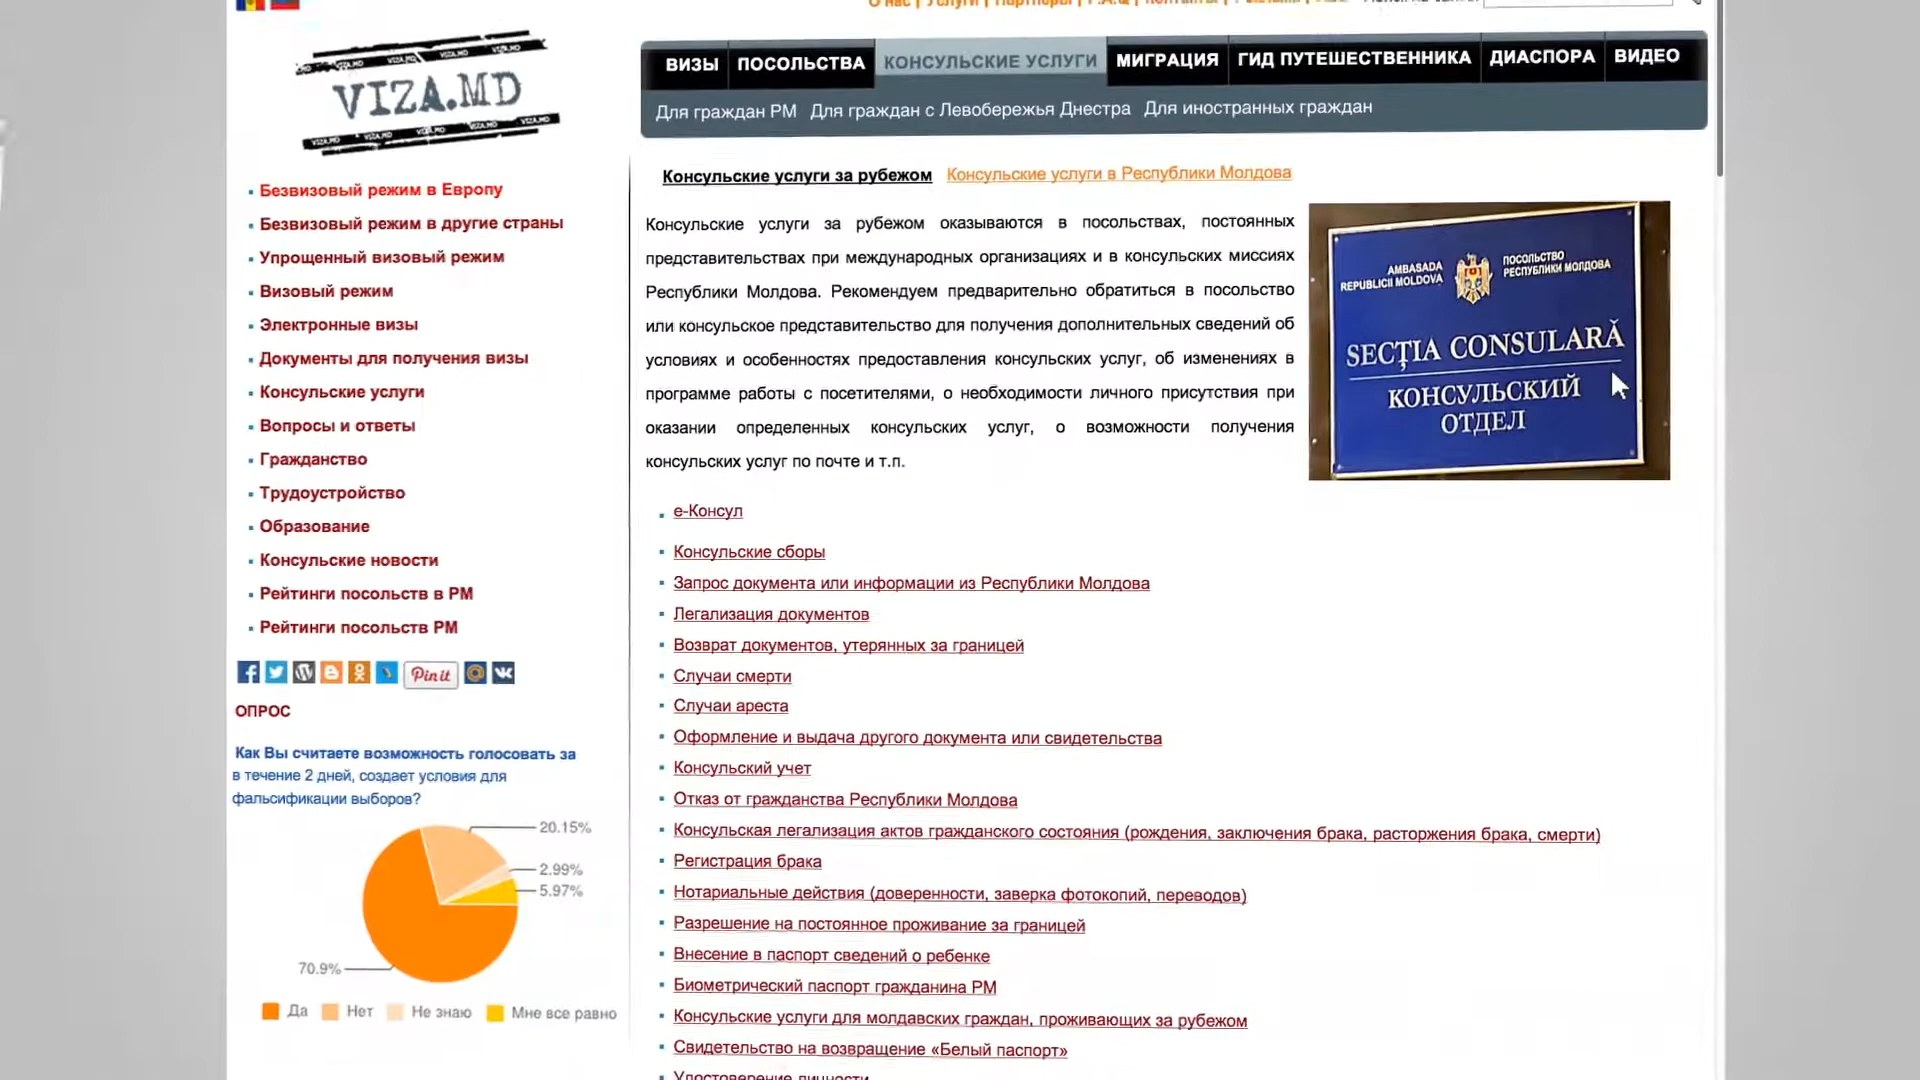 VIZA.MD
ВИЗЫ
ПОСОЛЬСТВА
КОНСУЛЬСКИЕ УСЛУГИ
МИГРАЦИЯ
ГИД ПУТЕШЕСТВЕННИКА
ДИАСПОРА
ВИДЕО
Для граждан РМ
Для граждан с Левобережья Днестра
Для иностранных граждан
Безвизовый режим в Европу
Безвизовый режим в другие страны
Упрощенный визовый режим
Визовый режим
Электронные визы
Документы для получения визы
Консульские услуги
Вопросы и ответы
Гражданство
Трудоустройство
Образование
Консульские новости
Рейтинги посольств в РМ
Рейтинги посольств РМ
Pin it
ОПРОС
Как Вы считаете возможность голосовать за
в течение 2 дней, создает условия для
фальсификации выборов?
20.15%
2.99%
5.97%
70.9%
Да
Нет
Не знаю
Мне все равно
Консульские услуги за рубежом
Консульские услуги в Республики Молдова
Консульские услуги за рубежом оказываются в посольствах, постоянных
представительствах при международных организациях и в консульских миссиях
Республики Молдова. Рекомендуем предварительно обратиться в посольство
или консульское представительство для получения дополнительных сведений об
условиях и особенностях предоставления консульских услуг, об изменениях в
программе работы с посетителями, о необходимости личного присутствия при
оказании определенных консульских услуг, о возможности получения
консульских услуг по почте и т.п.
AMBASADA
REPUBLICII MOLDOVA
ПОСОЛЬСТВО
РЕСПУБЛИКИ МОЛДОВА
SECŢIA CONSULARĂ
КОНСУЛЬСКИЙ
ОТДЕЛ
е-Консул
Консульские сборы
Запрос документа или информации из Республики Молдова
Легализация документов
Возврат документов, утерянных за границей
Случаи смерти
Случаи ареста
Оформление и выдача другого документа или свидетельства
Консульский учет
Отказ от гражданства Республики Молдова
Консульская легализация актов гражданского состояния (рождения, заключения брака, расторжения брака, смерти)
Регистрация брака
Нотариальные действия (доверенности, заверка фотокопий, переводов)
Разрешение на постоянное проживание за границей
Внесение в паспорт сведений о ребенке
Биометрический паспорт гражданина РМ
Консульские услуги для молдавских граждан, проживающих за рубежом
Свидетельство на возвращение «Белый паспорт»
Удостоверение личности